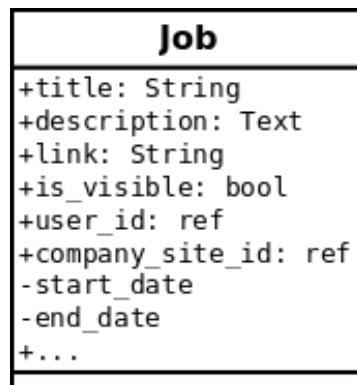 Job
+title: String
+description: Text
+link: String
+is_visible: bool
+user_id: ref
+company_site_id: ref
-start_date
-end_date
+...